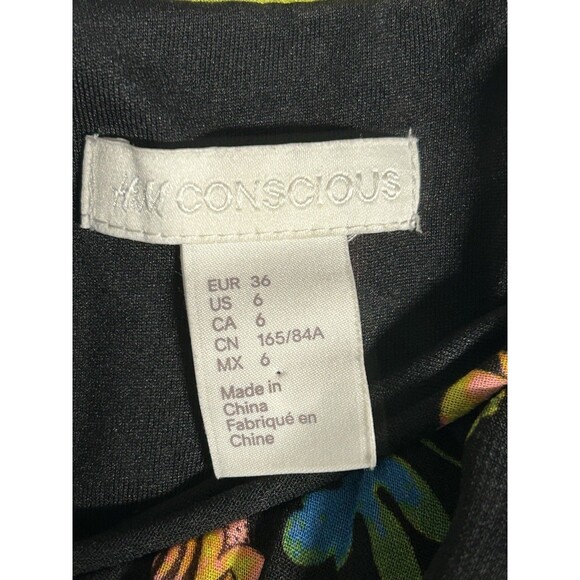 H&M CONSCIOUS
EUR 36
US 6
CA 6
CN 165/84A
MX 6
Made in
China
Fabriqué en
Chine